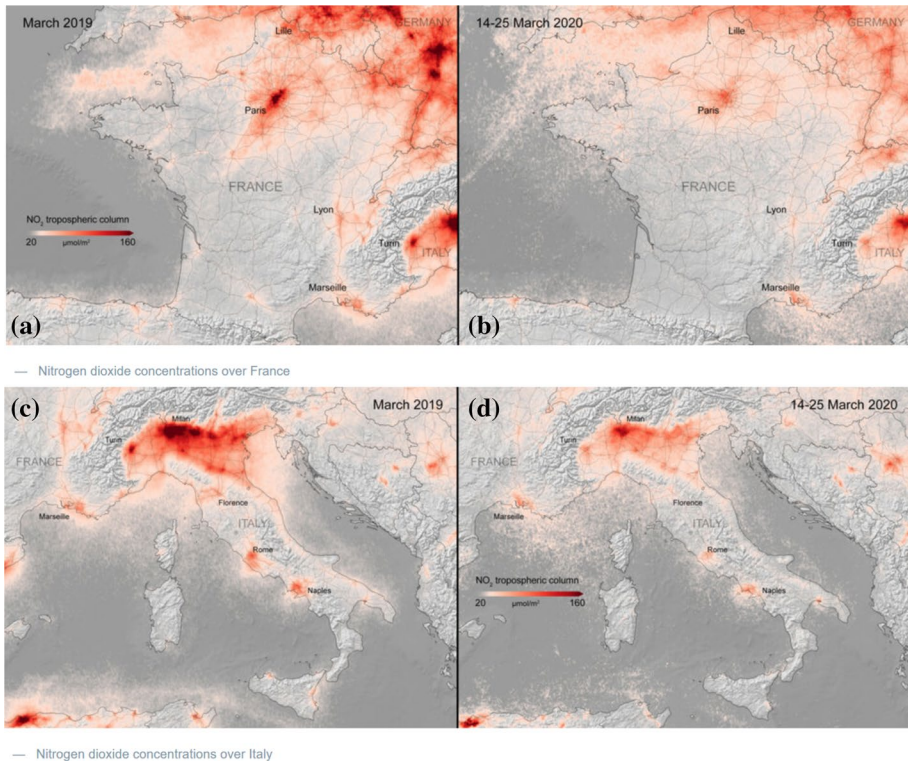 March 2019
Lille
GERMANY
Paris
FRANCE
Lyon
NO₂ tropospheric column
20 µmol/m² 160
Turin
ITALY
Marseille
(a)
14-25 March 2020
Lille
GERMANY
Paris
FRANCE
Lyon
Turin
ITALY
Marseille
(b)
— Nitrogen dioxide concentrations over France
(c)
March 2019
Milan
Turin
FRANCE
Marseille
Florence
ITALY
Rome
Naples
(d)
14-25 March 2020
Milan
Turin
FRANCE
Marseille
Florence
ITALY
Rome
NO₂ tropospheric column
20 µmol/m² 160
Naples
— Nitrogen dioxide concentrations over Italy